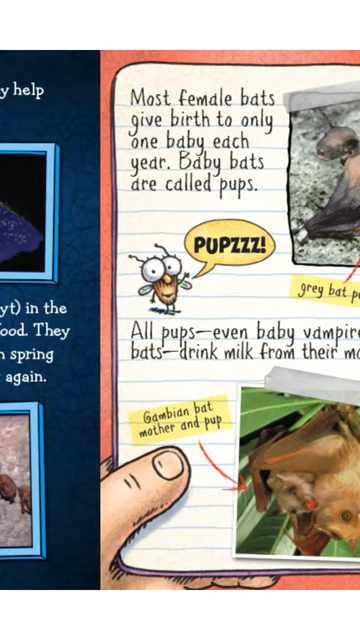 y help
yt) in the
ood. They
n spring
again.
Most female bats
give birth to only
one baby each
year. Baby bats
are called pups.
PUPZZZ!
grey bat p
All pups—even baby vampire
bats—drink milk from their mo
Gambian bat
mother and pup